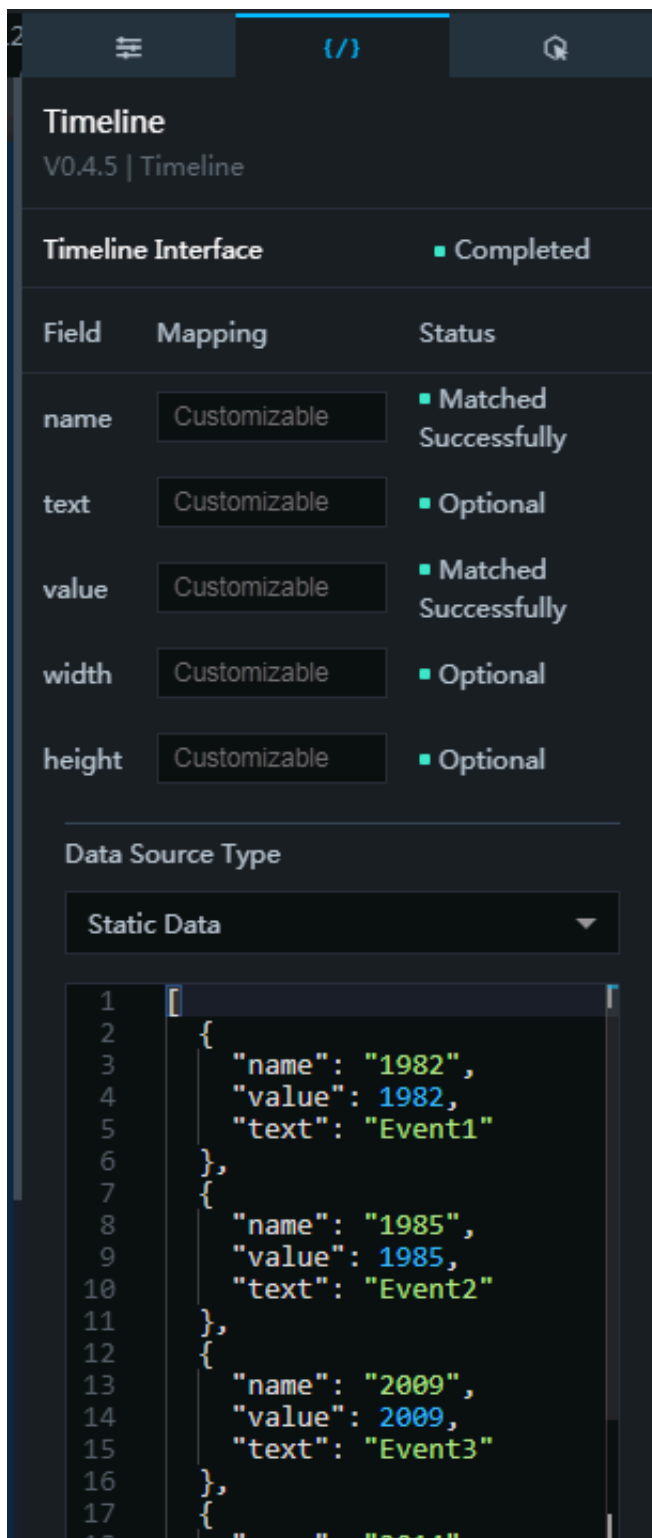 {/}
Timeline
V0.4.5 | Timeline
Timeline Interface Completed
Field Mapping Status
name Customizable Matched Successfully
text Customizable Optional
value Customizable Matched Successfully
width Customizable Optional
height Customizable Optional
Data Source Type
Static Data
1 [
2 {
3 "name": "1982",
4 "value": 1982,
5 "text": "Event1"
6 },
7 {
8 "name": "1985",
9 "value": 1985,
10 "text": "Event2"
11 },
12 {
13 "name": "2009",
14 "value": 2009,
15 "text": "Event3"
16 },
17 {